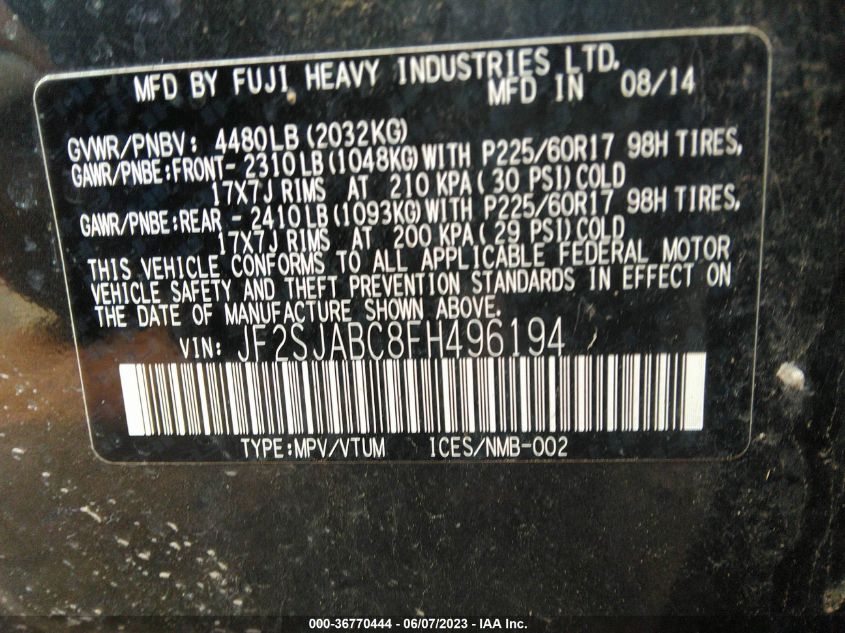 MFD BY FUJI HEAVY INDUSTRIES LTD.
MFD IN 08/14
GVWR/PNBV: 4480LB(2032KG)
GAWR/PNBE:FRONT- 2310LB(1048KG)WITH P225/60R17 98H TIRES,
17X7J RIMS AT 210 KPA(30 PSI)COLD
GAWR/PNBE:REAR - 2410LB(1093KG)WITH P225/60R17 98H TIRES,
17X7J RIMS AT 200 KPA(29 PSI)COLD
THIS VEHICLE CONFORMS TO ALL APPLICABLE FEDERAL MOTOR
VEHICLE SAFETY AND THEFT PREVENTION STANDARDS IN EFFECT ON
THE DATE OF MANUFACTURE SHOWN ABOVE.
VIN: JF2SJABC8FH496194
TYPE:MPV/VTUM ICES/NMB-002
000-36770444 - 06/07/2023 - IAA Inc.